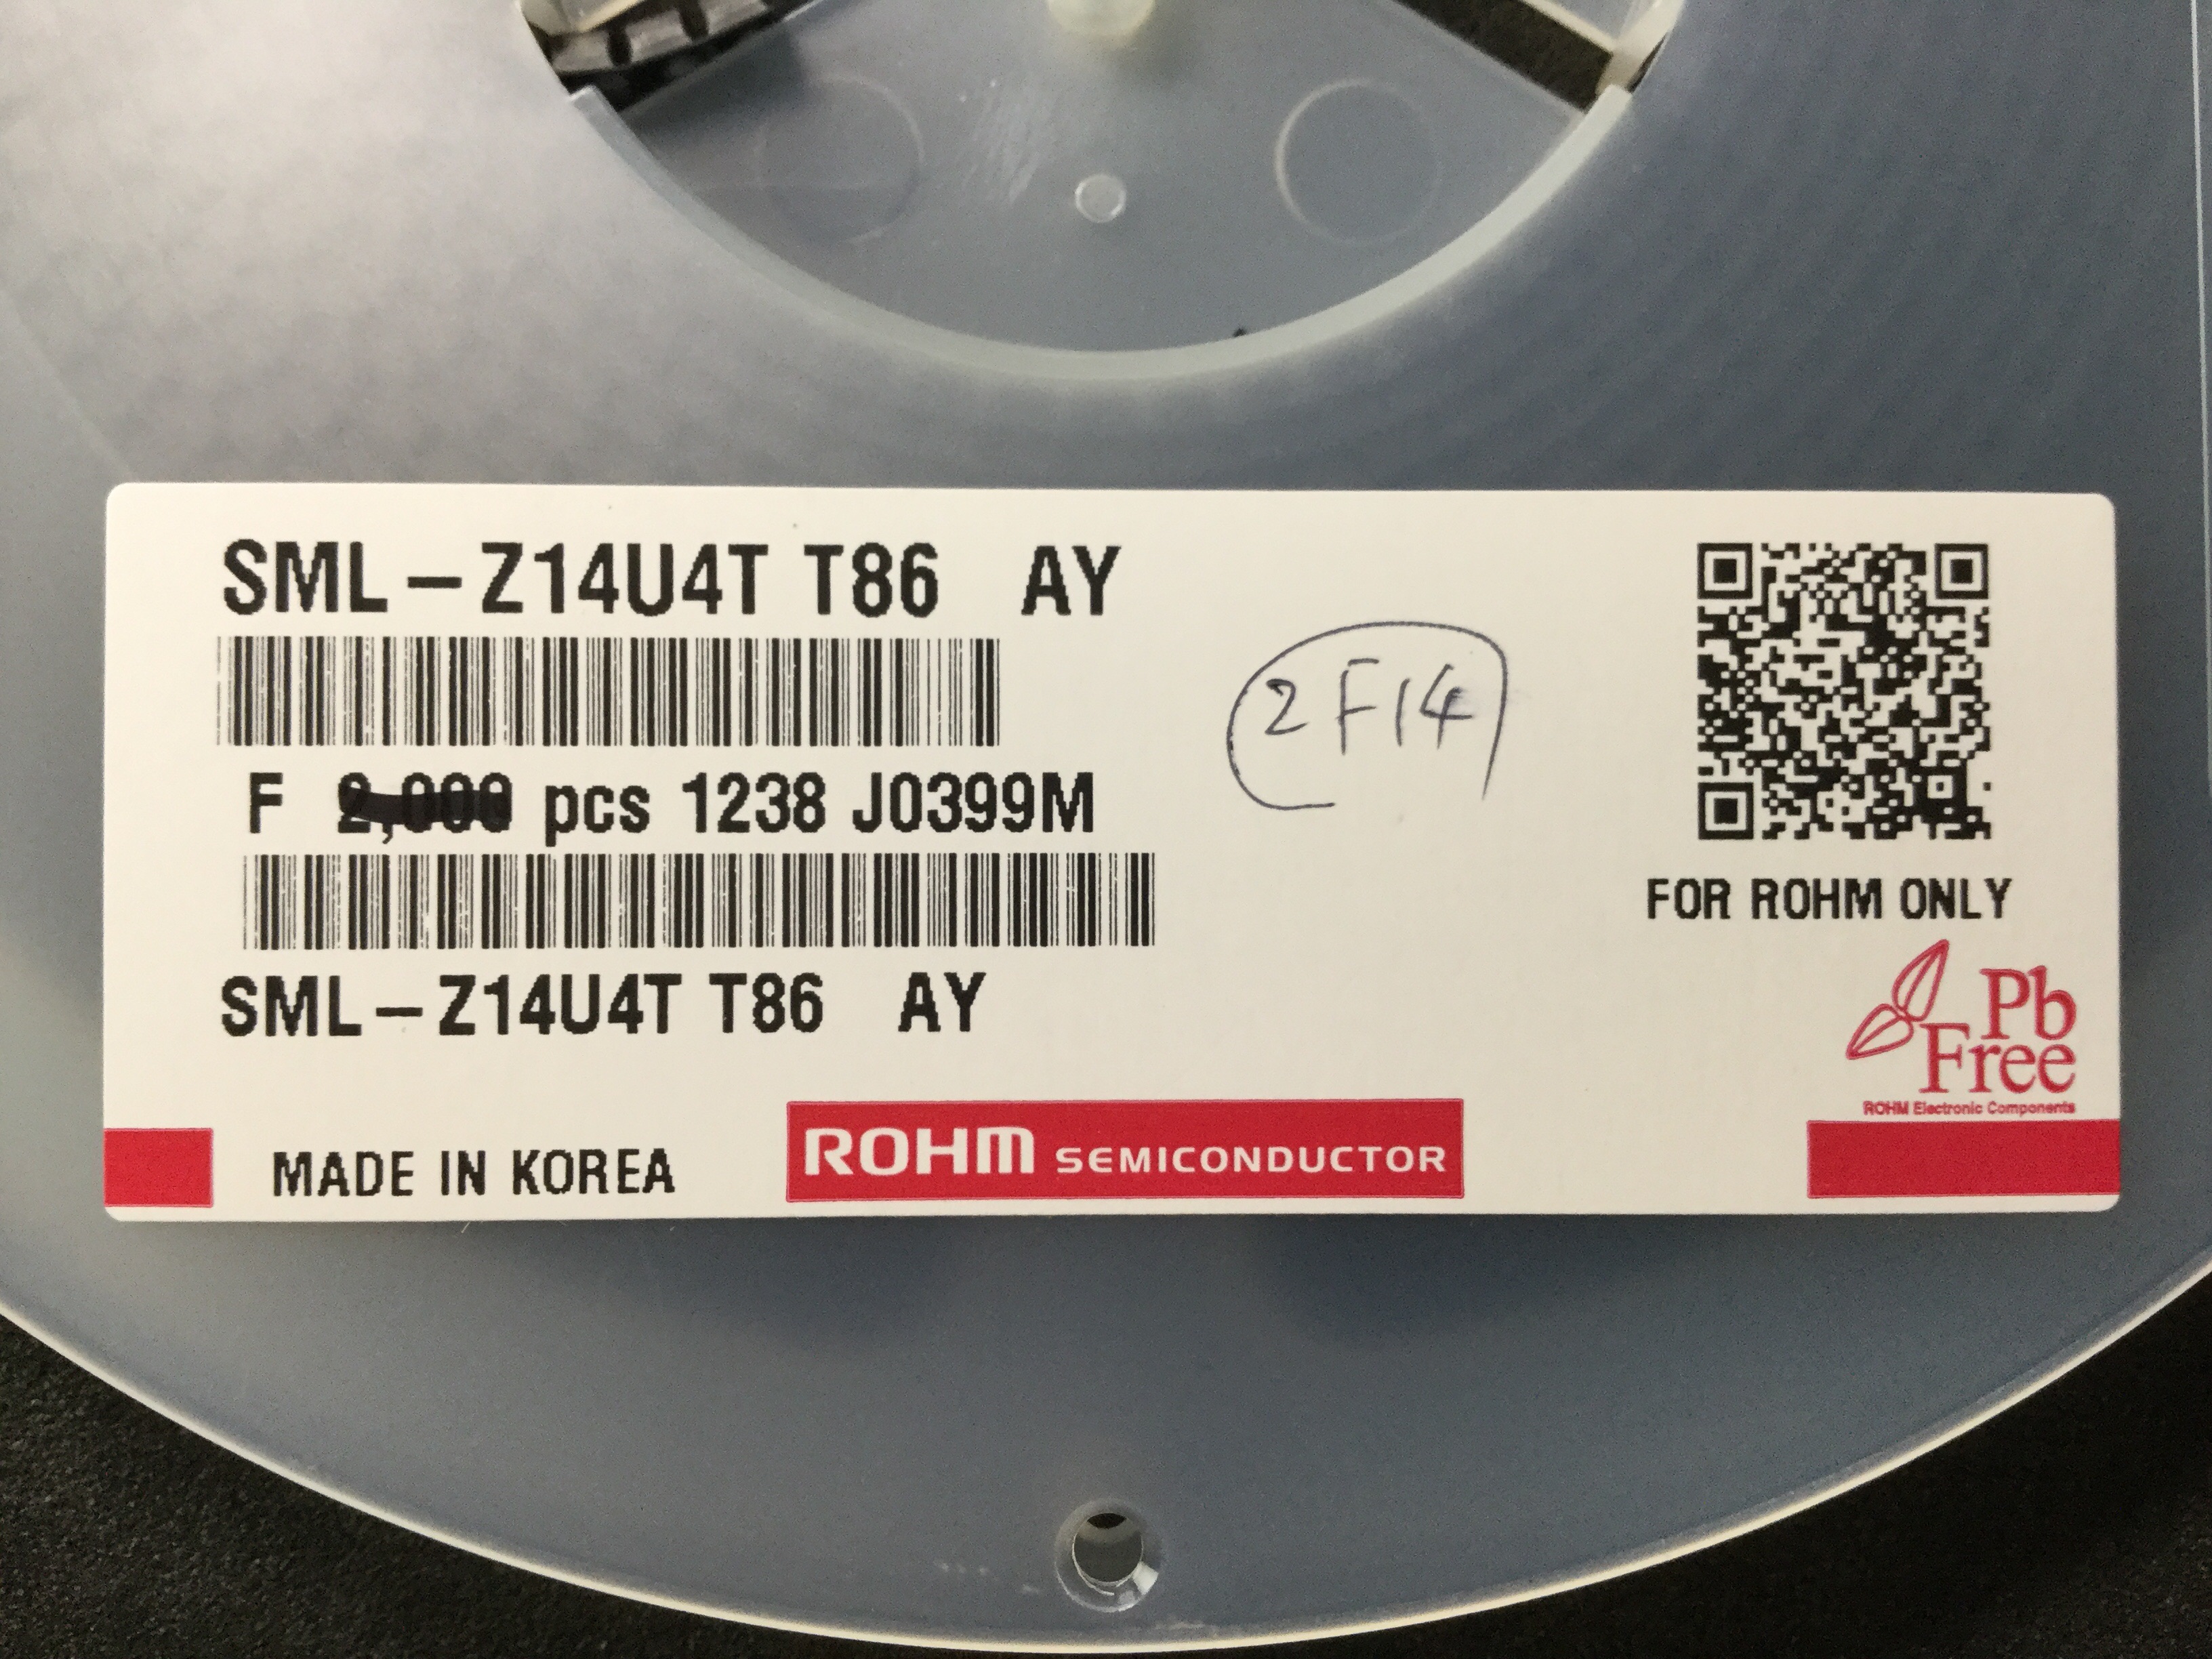 SML-Z14U4T T86 AY
2F14
F 2,000 pcs 1238 J0399M
FOR ROHM ONLY
SML-Z14U4T T86 AY
Pb
Free
ROHM Electronic Components
MADE IN KOREA
ROHM SEMICONDUCTOR